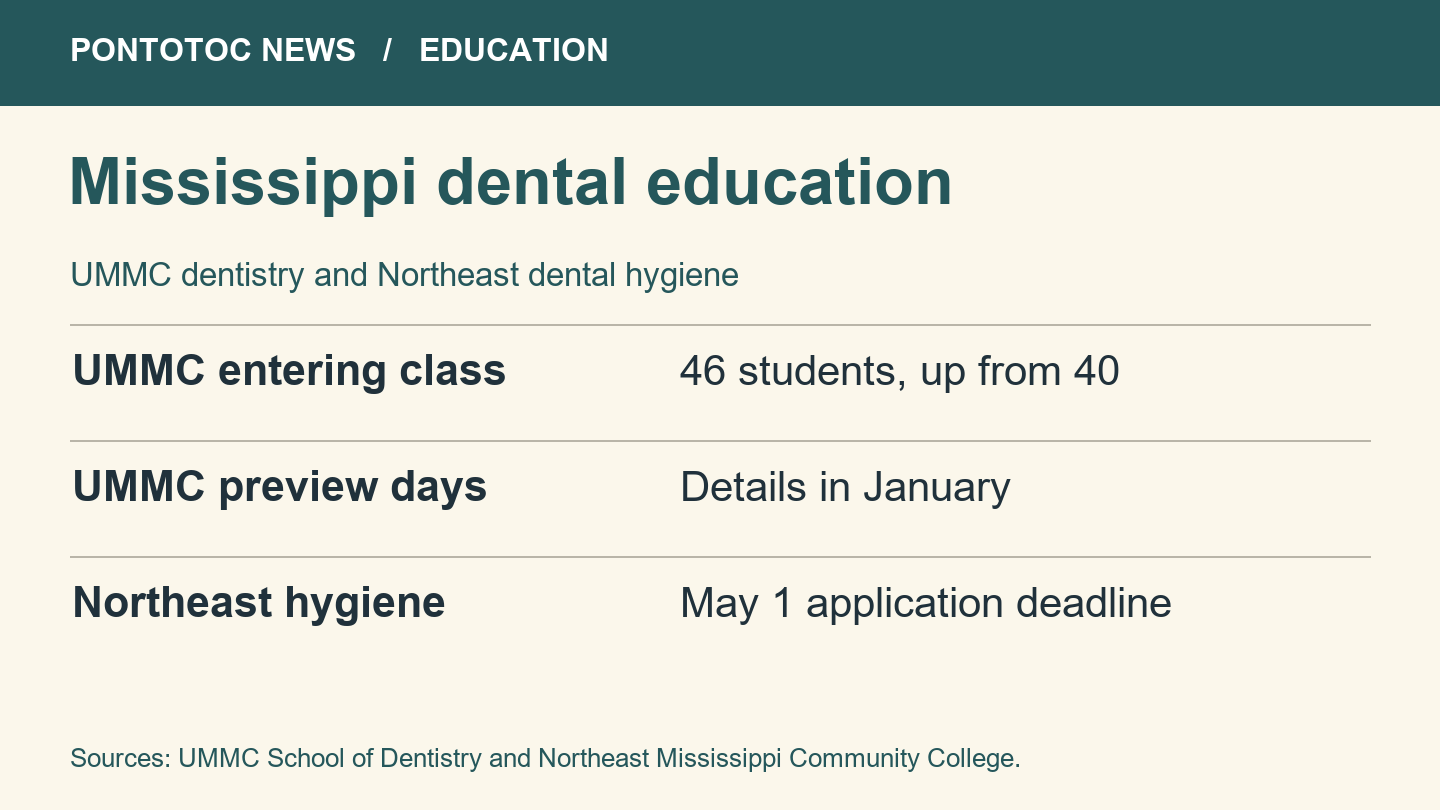 PONTOTOC NEWS / EDUCATION
Mississippi dental education
UMMC dentistry and Northeast dental hygiene
UMMC entering class 46 students, up from 40
UMMC preview days Details in January
Northeast hygiene May 1 application deadline
Sources: UMMC School of Dentistry and Northeast Mississippi Community College.